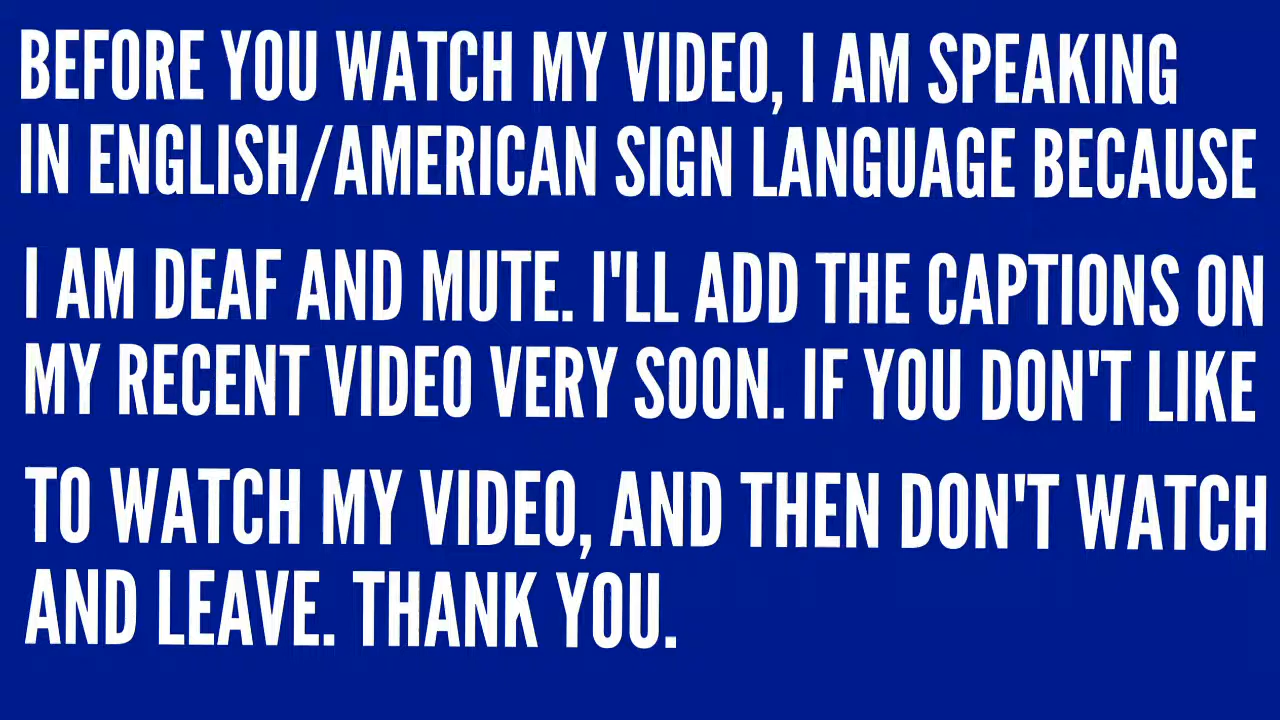 BEFORE YOU WATCH MY VIDEO, I AM SPEAKING
IN ENGLISH/AMERICAN SIGN LANGUAGE BECAUSE
I AM DEAF AND MUTE. I'LL ADD THE CAPTIONS ON
MY RECENT VIDEO VERY SOON. IF YOU DON'T LIKE
TO WATCH MY VIDEO, AND THEN DON'T WATCH
AND LEAVE. THANK YOU.